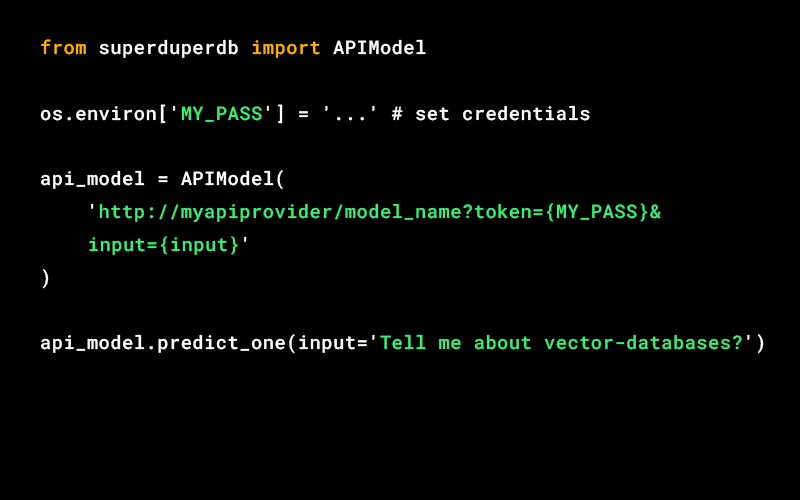 from superduperdb import APIModel
os.environ['MY_PASS'] = '...' # set credentials
api_model = APIModel(
'http://myapiprovider/model_name?token={MY_PASS}&
input={input}'
)
api_model.predict_one(input='Tell me about vector-databases?')